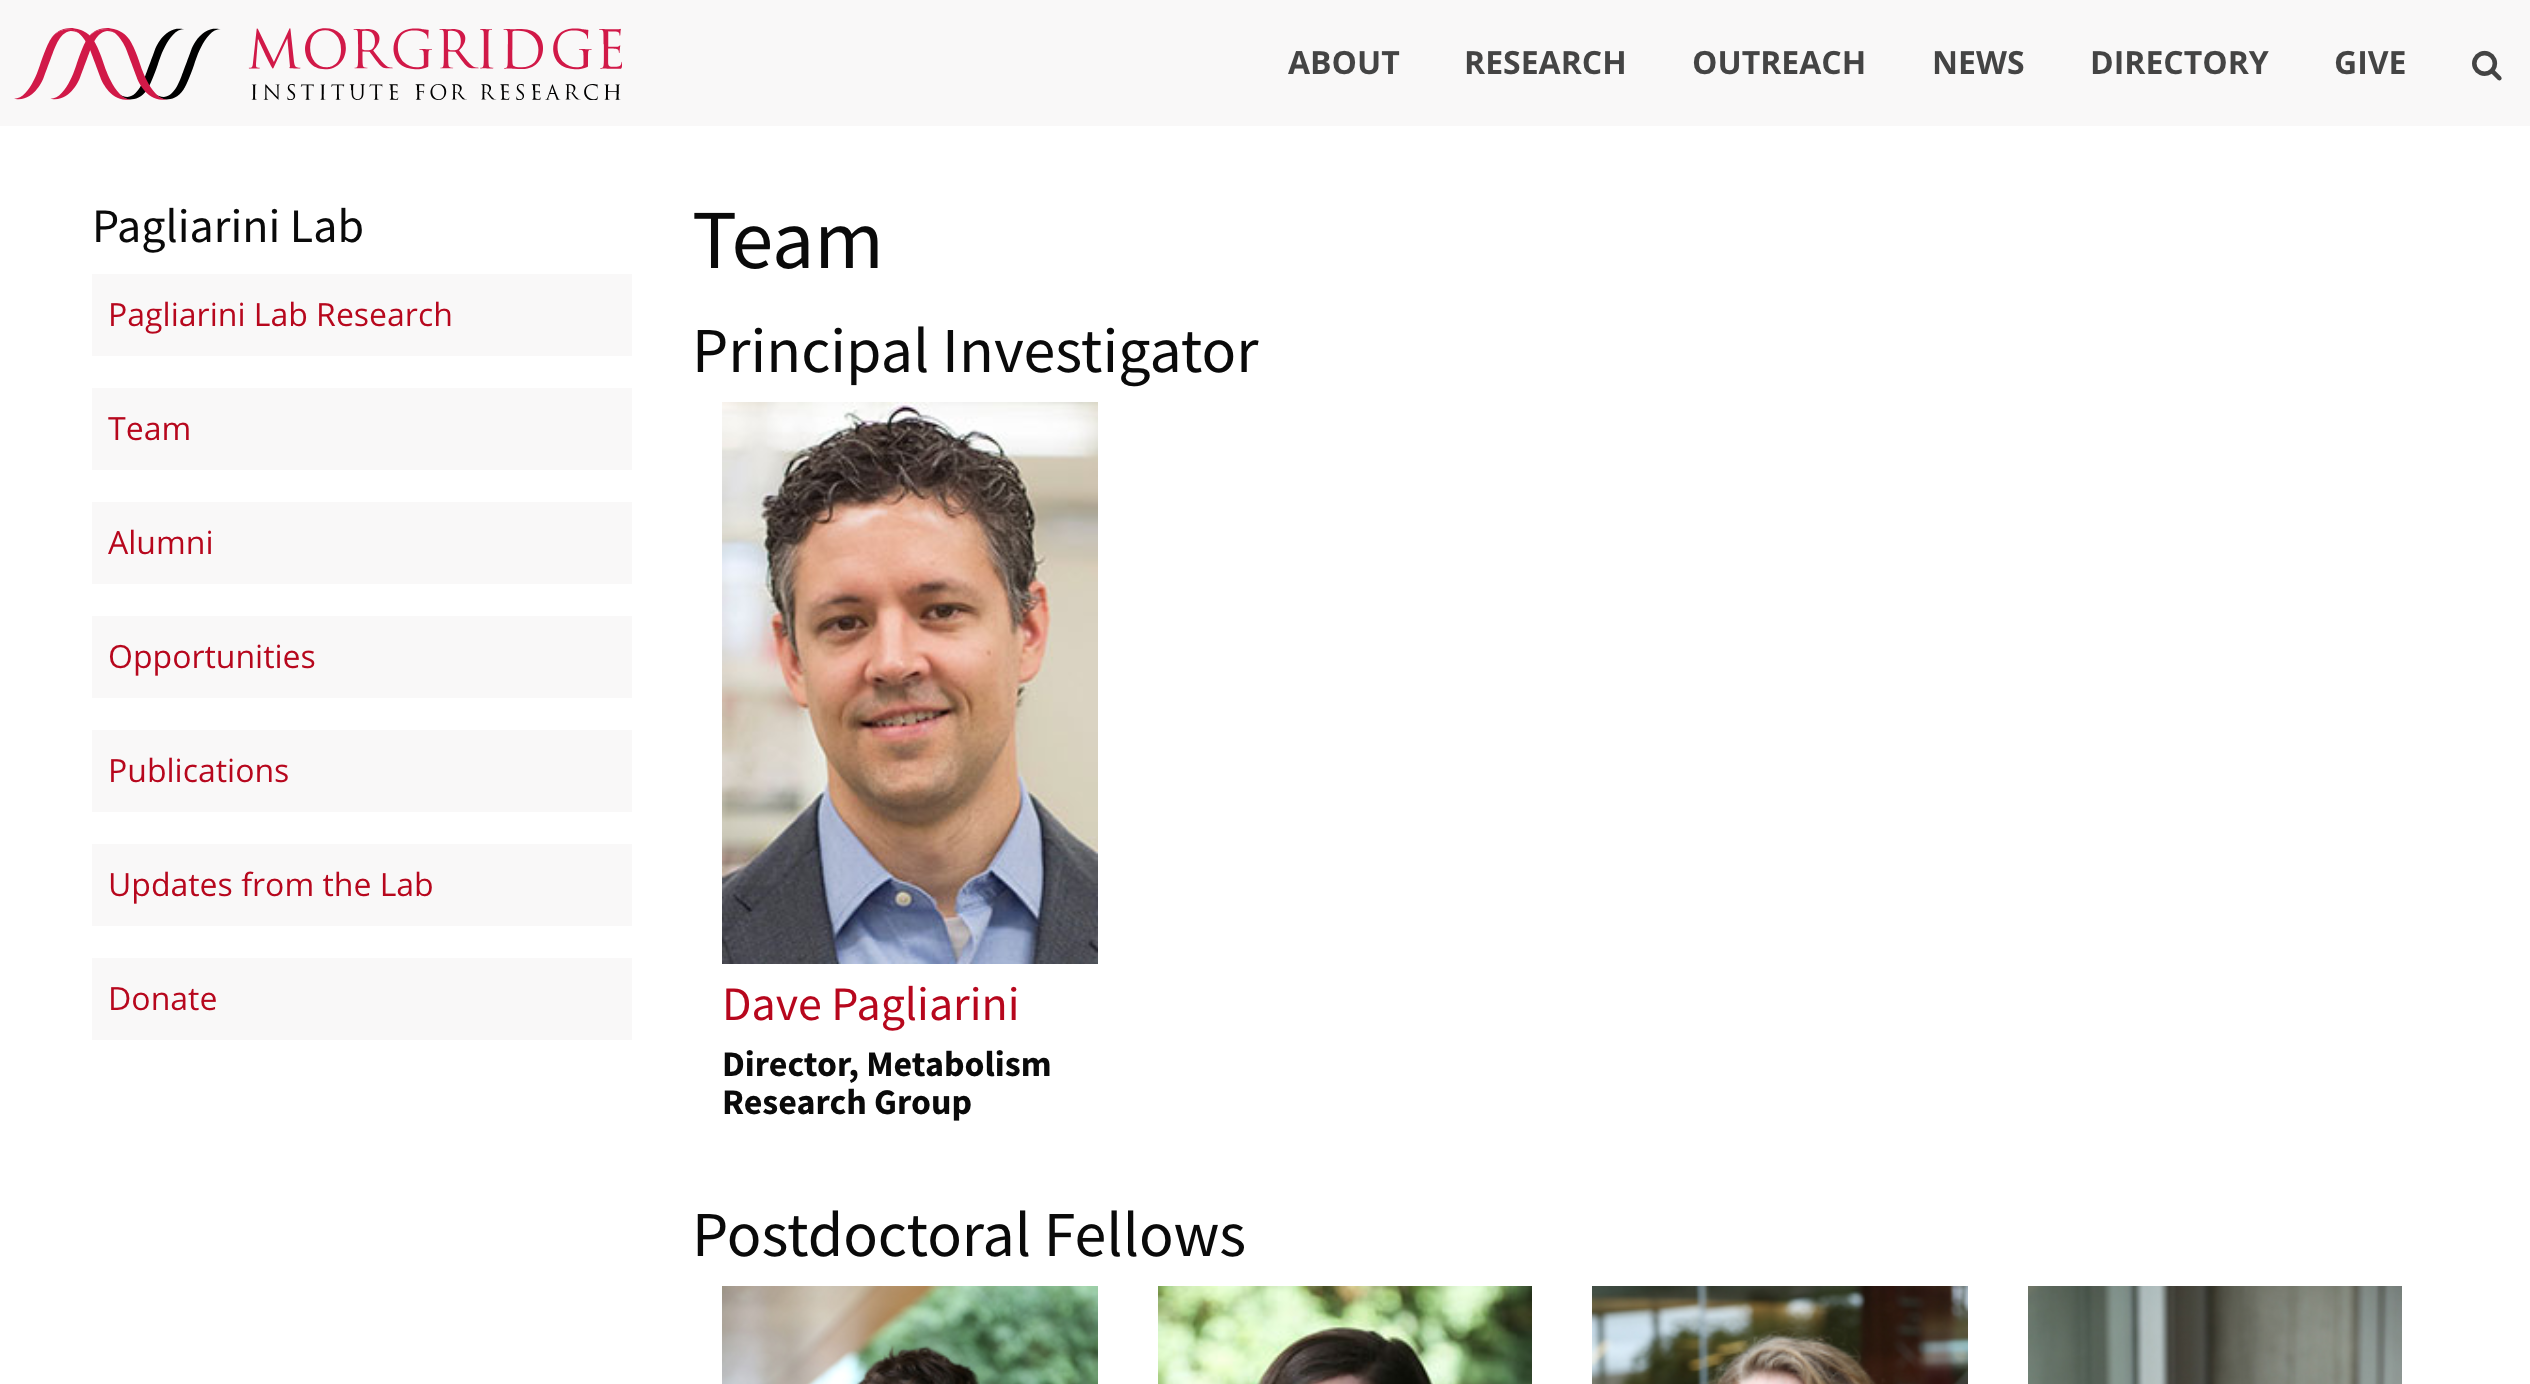 MORGRIDGE
INSTITUTE FOR RESEARCH
ABOUT RESEARCH OUTREACH NEWS DIRECTORY GIVE
Pagliarini Lab
Pagliarini Lab Research
Team
Alumni
Opportunities
Publications
Updates from the Lab
Donate
Team
Principal Investigator
Dave Pagliarini
Director, Metabolism
Research Group
Postdoctoral Fellows